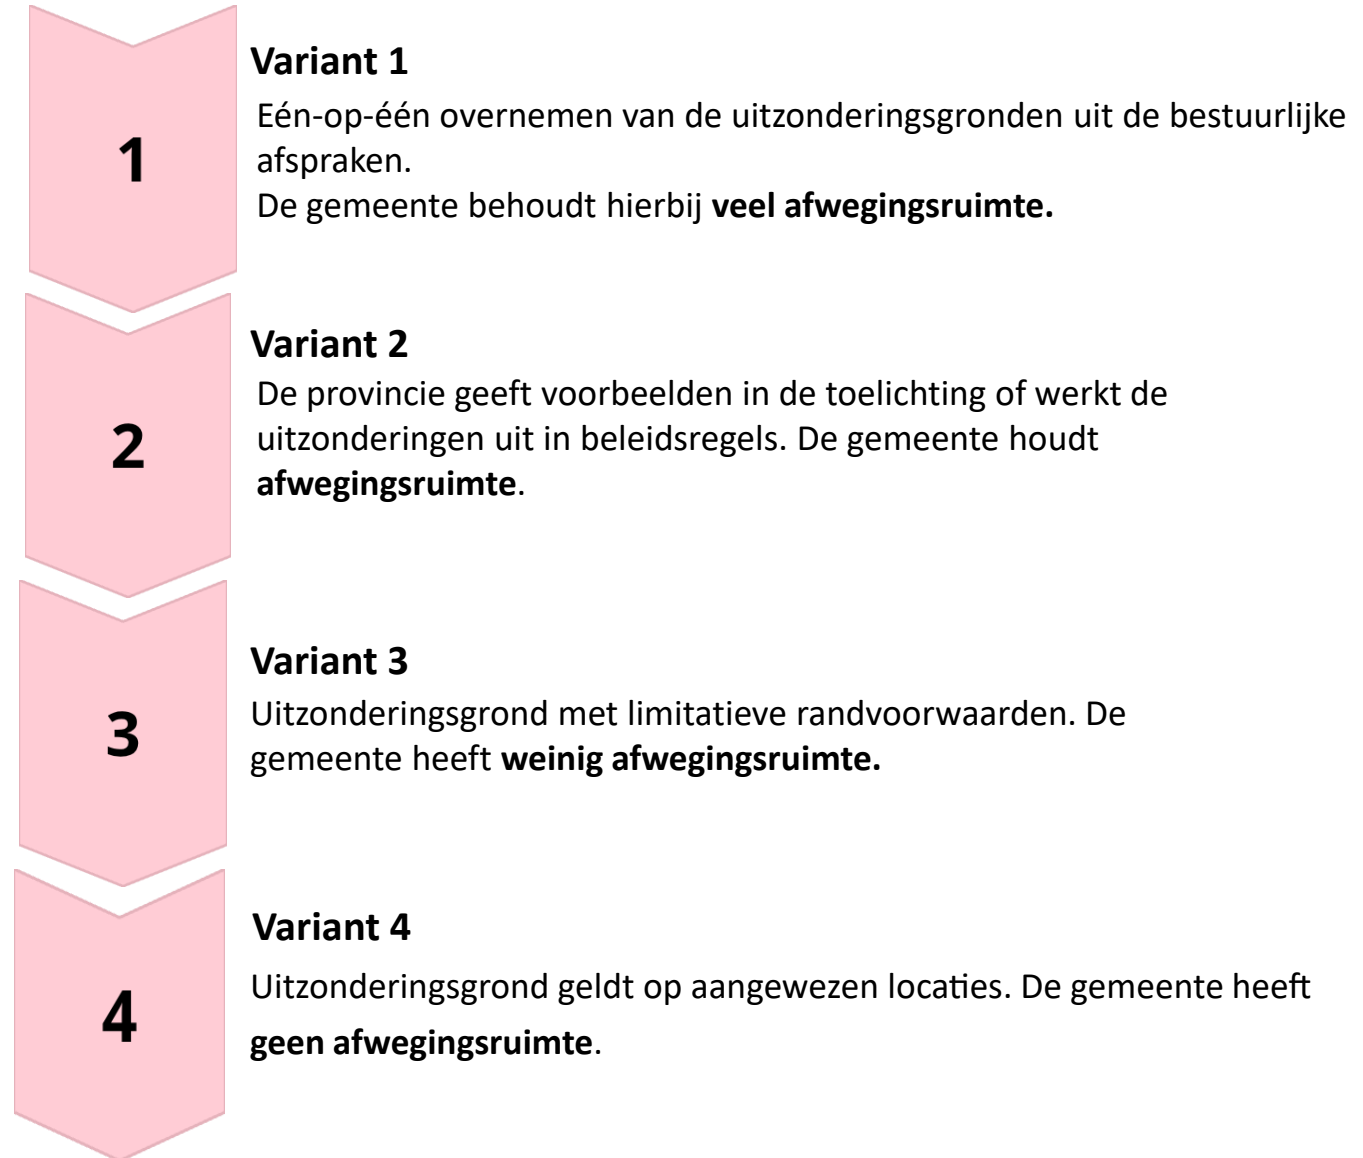 1
Variant 1
Eén-op-één overnemen van de uitzonderingsgronden uit de bestuurlijke
afspraken.
De gemeente behoudt hierbij veel afwegingsruimte.
2
Variant 2
De provincie geeft voorbeelden in de toelichting of werkt de
uitzonderingen uit in beleidsregels. De gemeente houdt
afwegingsruimte.
3
Variant 3
Uitzonderingsgrond met limitatieve randvoorwaarden. De
gemeente heeft weinig afwegingsruimte.
4
Variant 4
Uitzonderingsgrond geldt op aangewezen locaties. De gemeente heeft
geen afwegingsruimte.